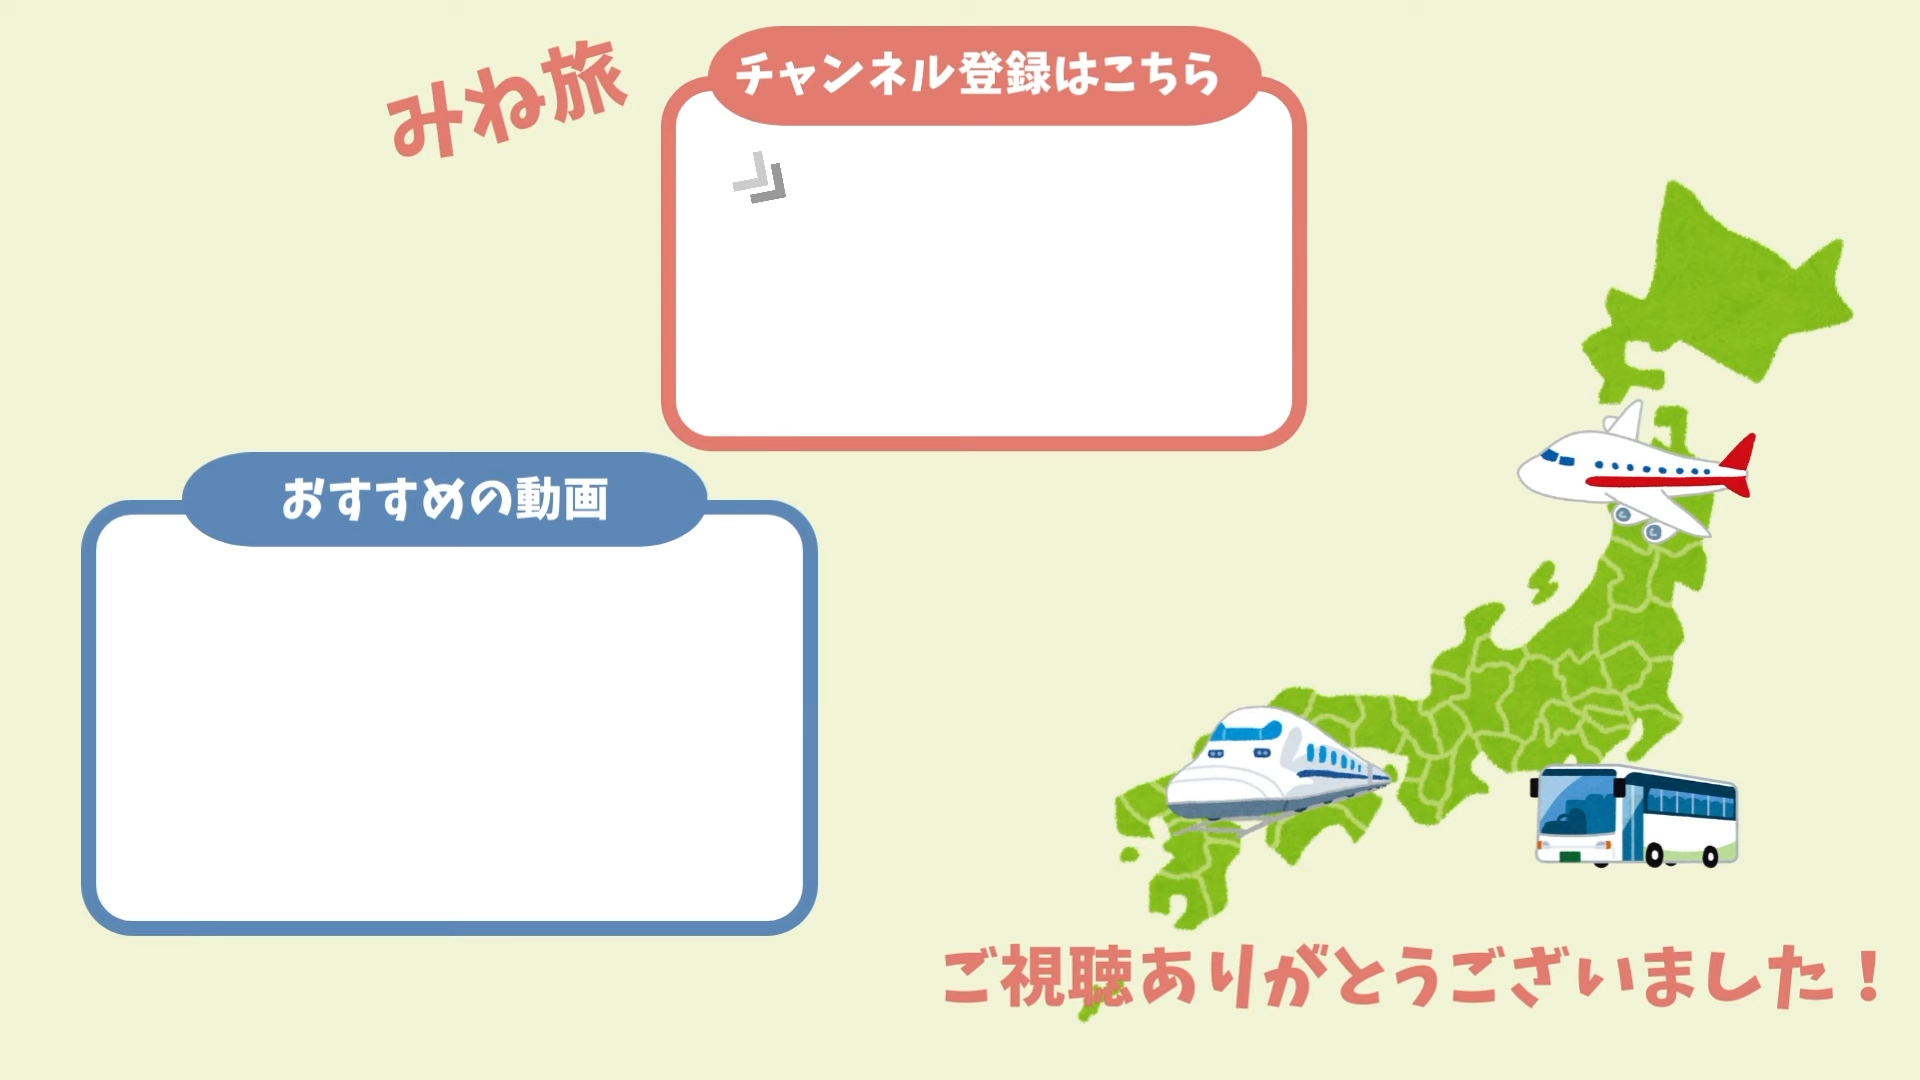 みね旅
チャンネル登録はこちら
おすすめの動画
ご視聴ありがとうございました！